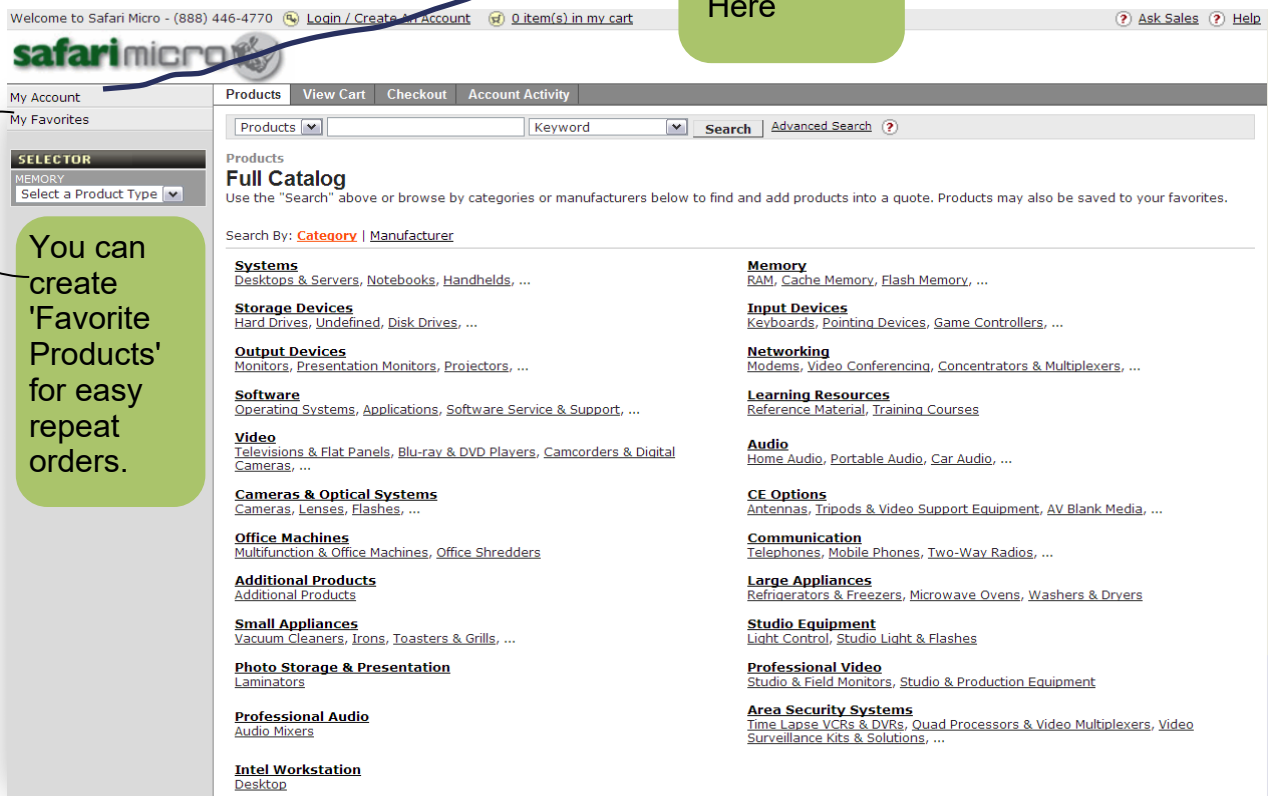 Welcome to Safari Micro - (888) 446-4770 Login / Create An Account 0 item(s) in my cart
Here
? Ask Sales ? Help
safarimicro
My Account
My Favorites
SELECTOR
MEMORY
Select a Product Type
You can
create
'Favorite
Products'
for easy
repeat
orders.
Products View Cart Checkout Account Activity
Products Keyword Search Advanced Search ?
Products
Full Catalog
Use the "Search" above or browse by categories or manufacturers below to find and add products into a quote. Products may also be saved to your favorites.
Search By: Category | Manufacturer
Systems
Desktops & Servers, Notebooks, Handhelds, ...
Memory
RAM, Cache Memory, Flash Memory, ...
Storage Devices
Hard Drives, Undefined, Disk Drives, ...
Input Devices
Keyboards, Pointing Devices, Game Controllers, ...
Output Devices
Monitors, Presentation Monitors, Projectors, ...
Networking
Modems, Video Conferencing, Concentrators & Multiplexers, ...
Software
Operating Systems, Applications, Software Service & Support, ...
Learning Resources
Reference Material, Training Courses
Video
Televisions & Flat Panels, Blu-ray & DVD Players, Camcorders & Digital
Cameras, ...
Audio
Home Audio, Portable Audio, Car Audio, ...
Cameras & Optical Systems
Cameras, Lenses, Flashes, ...
CE Options
Antennas, Tripods & Video Support Equipment, AV Blank Media, ...
Office Machines
Multifunction & Office Machines, Office Shredders
Communication
Telephones, Mobile Phones, Two-Way Radios, ...
Additional Products
Additional Products
Large Appliances
Refrigerators & Freezers, Microwave Ovens, Washers & Dryers
Small Appliances
Vacuum Cleaners, Irons, Toasters & Grills, ...
Studio Equipment
Light Control, Studio Light & Flashes
Photo Storage & Presentation
Laminators
Professional Video
Studio & Field Monitors, Studio & Production Equipment
Professional Audio
Audio Mixers
Area Security Systems
Time Lapse VCRs & DVRs, Quad Processors & Video Multiplexers, Video
Surveillance Kits & Solutions, ...
Intel Workstation
Desktop